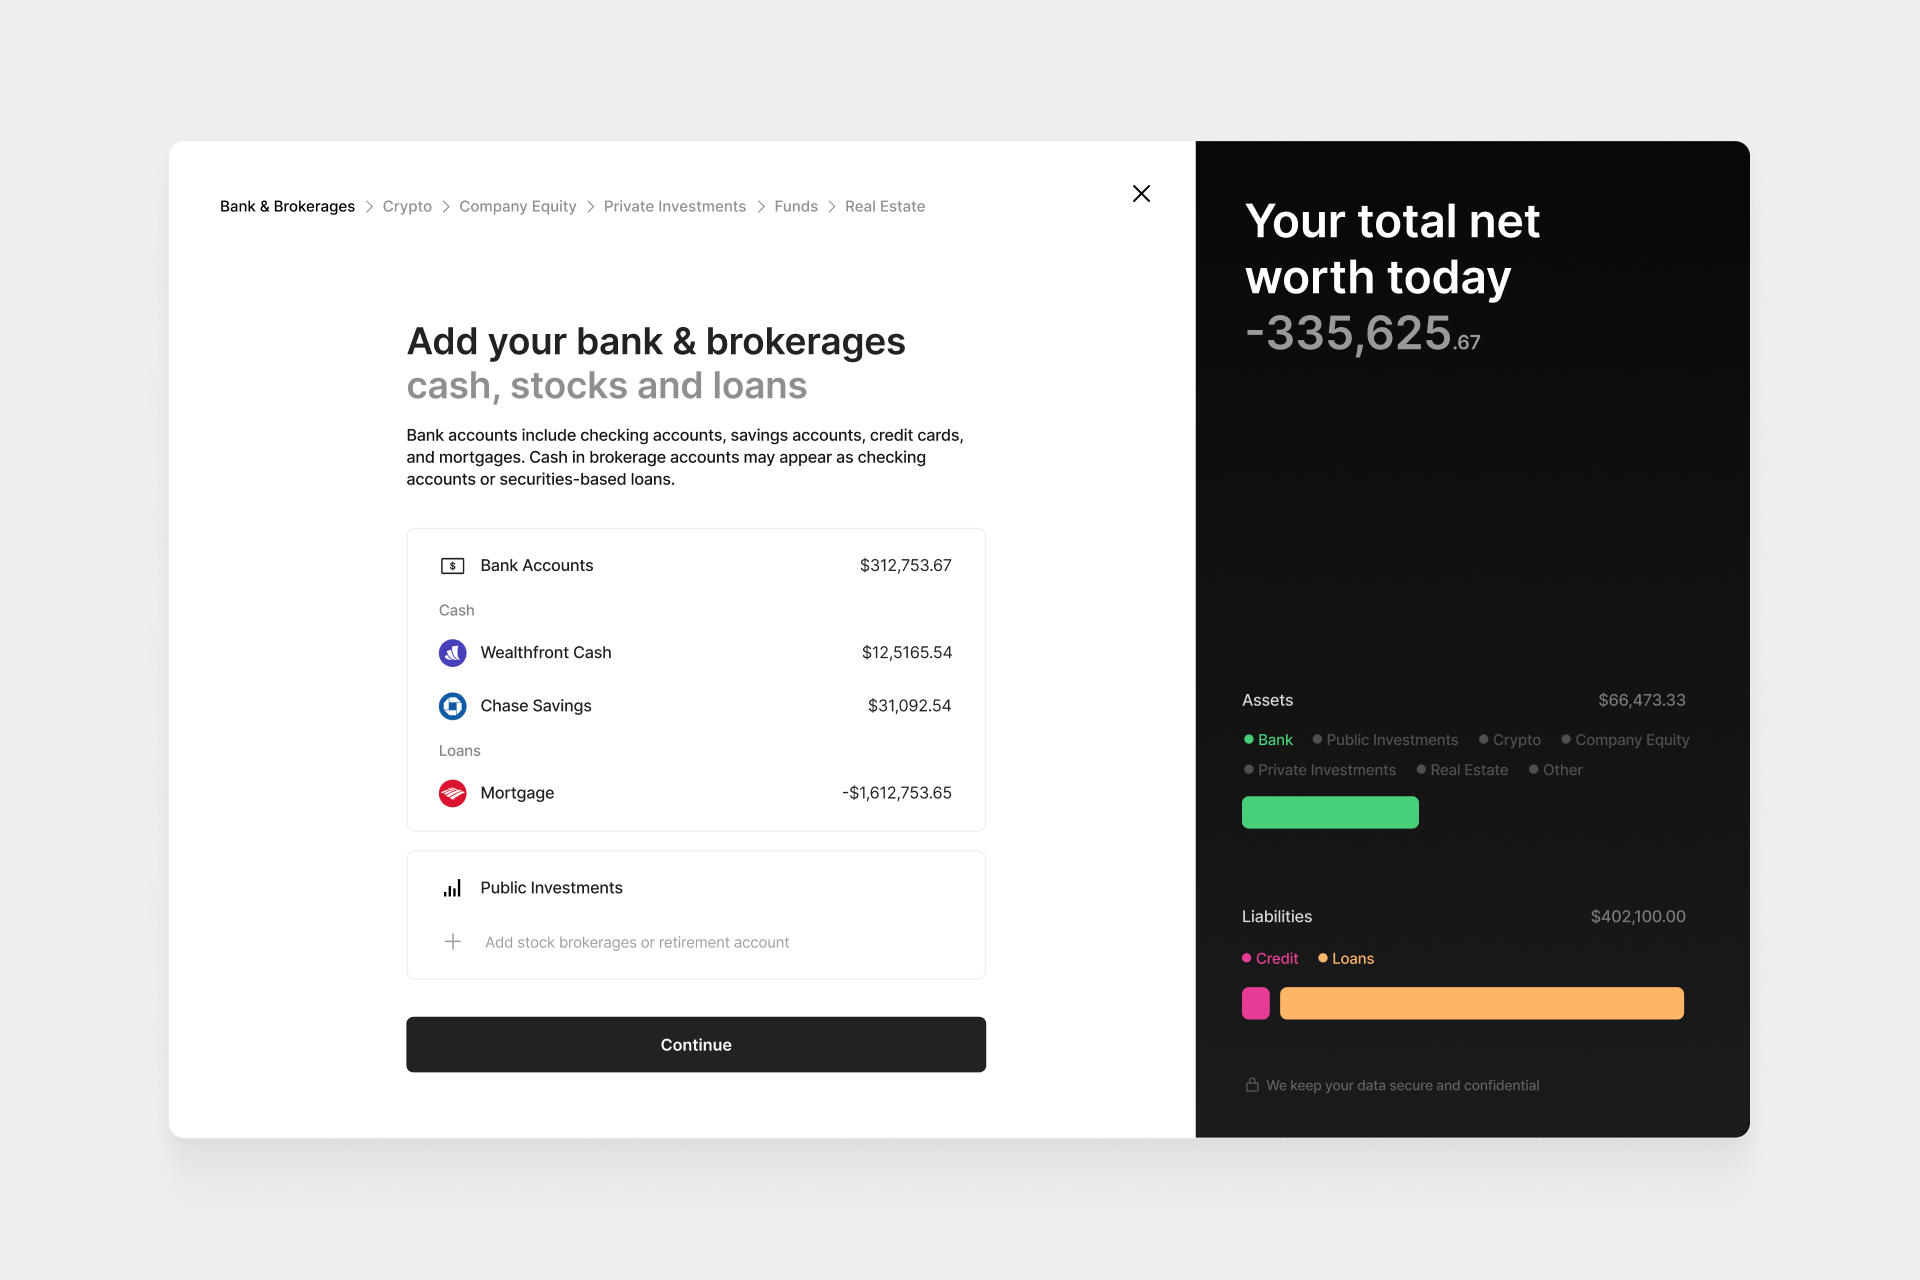 Bank & Brokerages > Crypto > Company Equity > Private Investments > Funds > Real Estate
Add your bank & brokerages
cash, stocks and loans
Bank accounts include checking accounts, savings accounts, credit cards,
and mortgages. Cash in brokerage accounts may appear as checking
accounts or securities-based loans.
$ Bank Accounts $312,753.67
Cash
Wealthfront Cash $12,5165.54
Chase Savings $31,092.54
Loans
Mortgage -$1,612,753.65
Public Investments
+ Add stock brokerages or retirement account
Continue
Your total net
worth today
-335,625.67
Assets $66,473.33
Bank Public Investments Crypto Company Equity
Private Investments Real Estate Other
Liabilities $402,100.00
Credit Loans
We keep your data secure and confidential